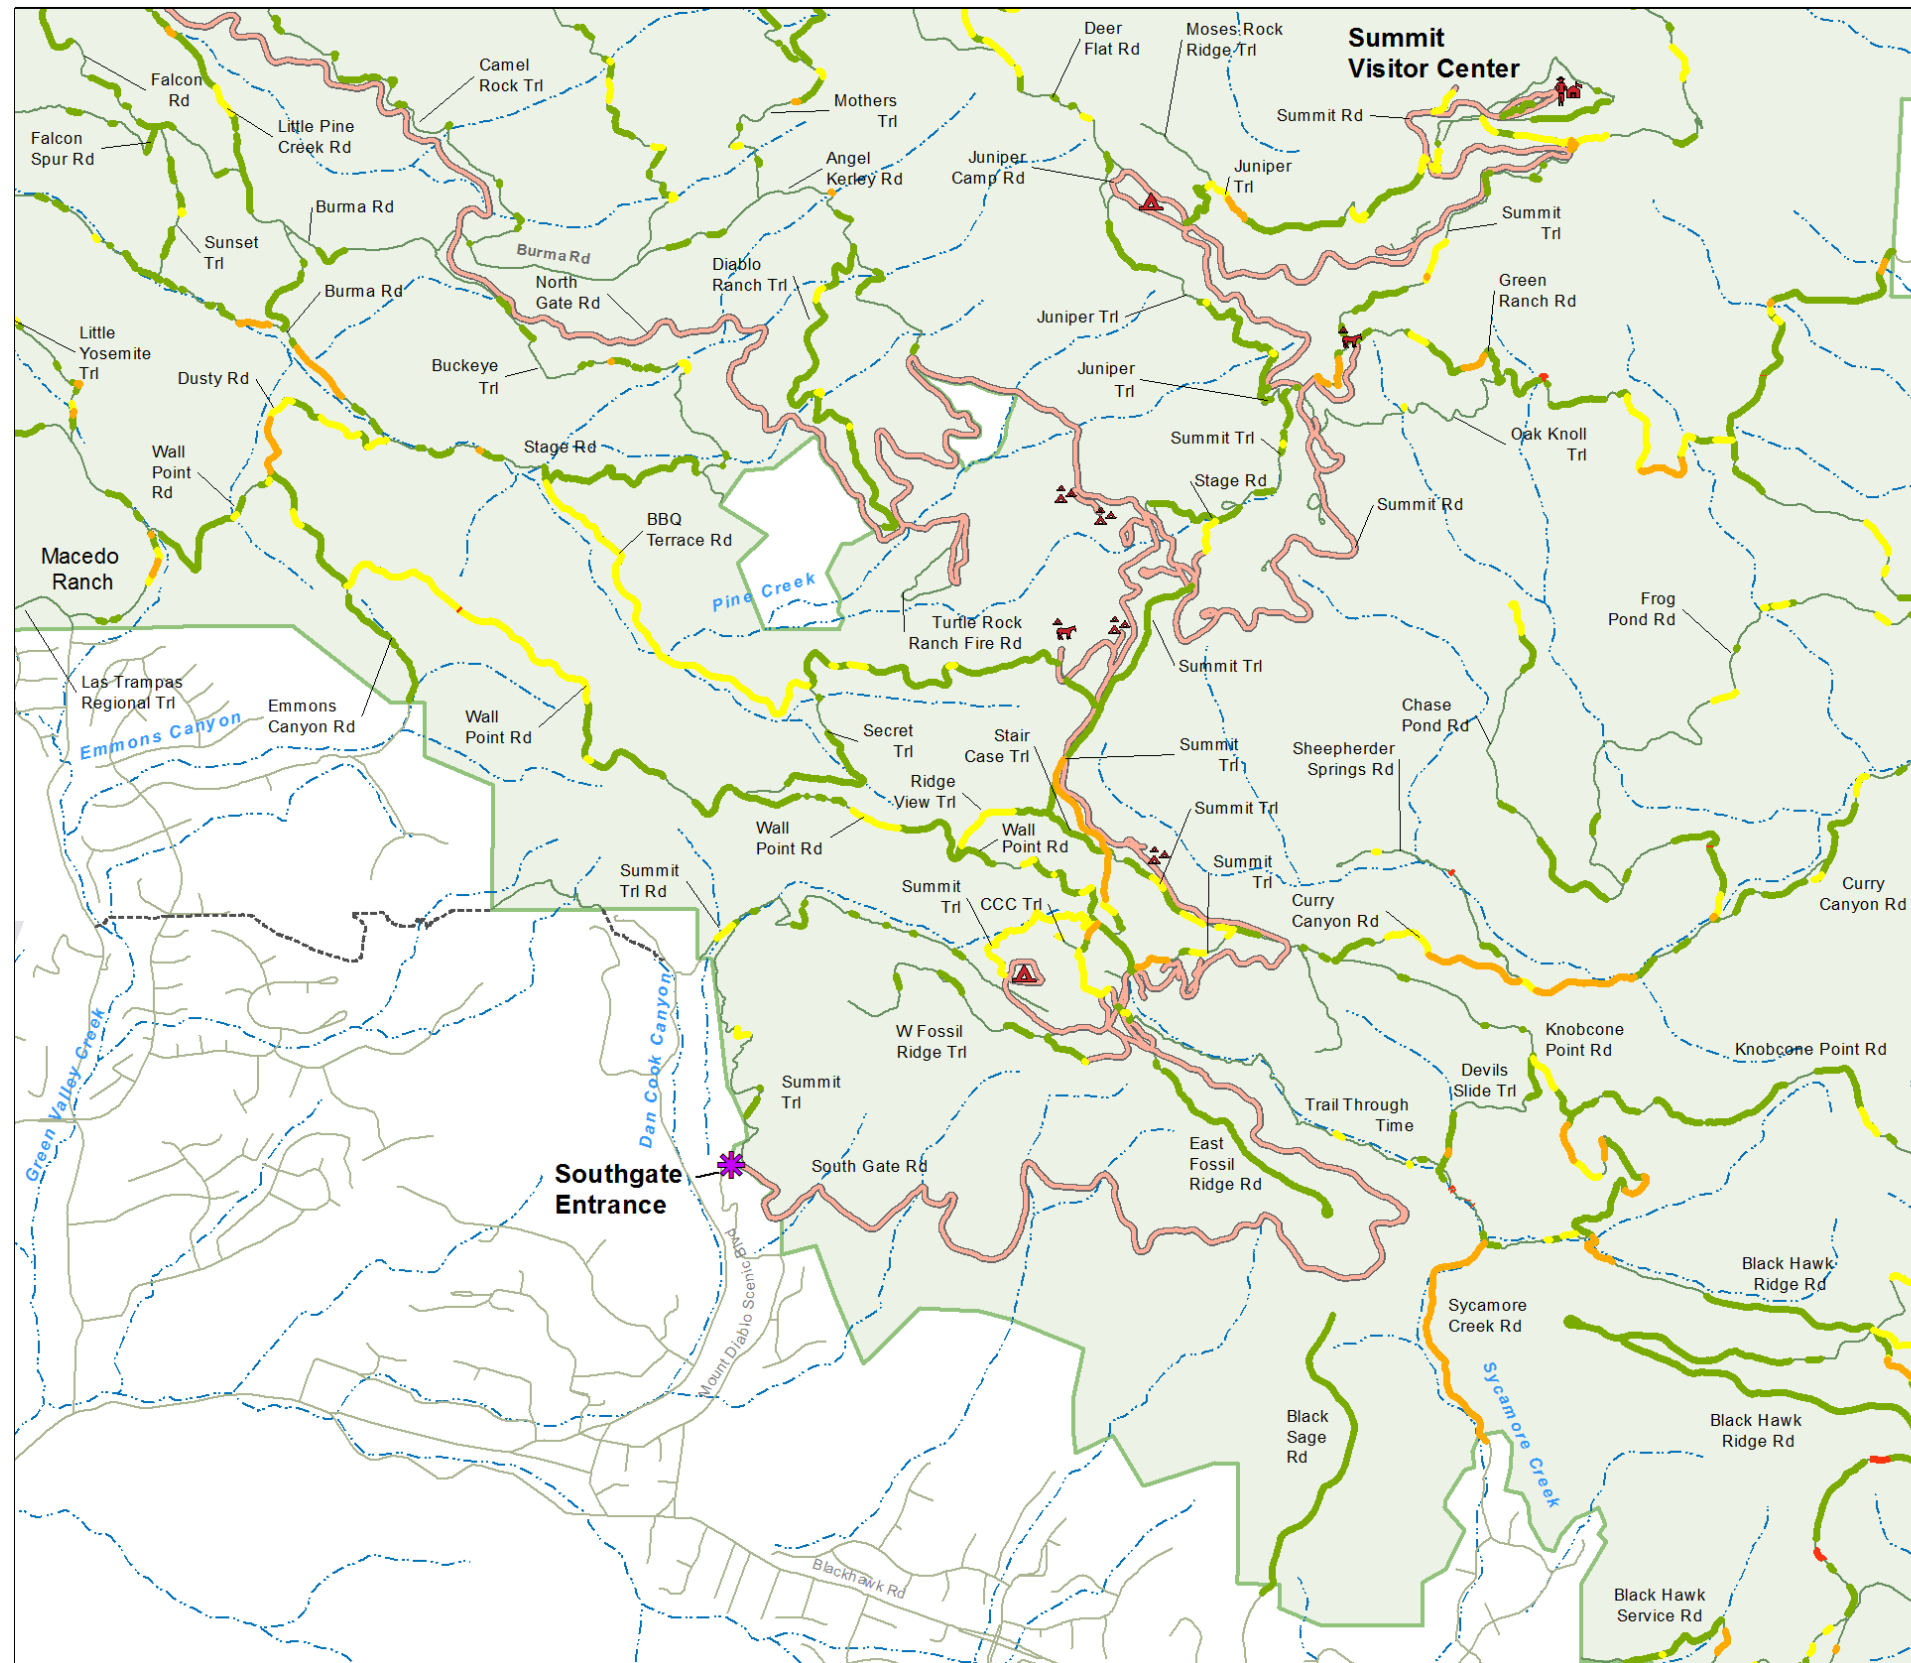 Deer
Flat Rd
Moses Rock
Ridge Trl
Summit
Visitor Center
Camel
Rock Trl
Falcon
Rd
Mothers
Trl
Summit Rd
Little Pine
Creek Rd
Falcon
Spur Rd
Angel
Kerley Rd
Juniper
Camp Rd
Juniper
Trl
Burma Rd
Summit
Trl
Sunset
Trl
Burma Rd
Diablo
Ranch Trl
North
Gate Rd
Burma Rd
Green
Ranch Rd
Juniper Trl
Little
Yosemite
Trl
Buckeye
Trl
Dusty Rd
Juniper
Trl
Summit Trl
Oak Knoll
Trl
Stage Rd
Wall
Point
Rd
Stage Rd
Summit Rd
BBQ
Terrace Rd
Macedo
Ranch
Pine Creek
Frog
Pond Rd
Turtle Rock
Ranch Fire Rd
Summit Trl
Las Trampas
Regional Trl
Emmons
Canyon Rd
Emmons Canyon
Wall
Point Rd
Secret
Trl
Stair
Case Trl
Summit
Trl
Sheepherder
Springs Rd
Chase
Pond Rd
Ridge
View Trl
Summit Trl
Wall
Point Rd
Wall
Point Rd
Summit
Trl Rd
Summit
Trl
Summit
Trl
CCC Trl
Curry
Canyon Rd
Curry
Canyon Rd
W Fossil
Ridge Trl
Knobcone
Point Rd
Knobcone Point Rd
Green Valley Creek
Dan Cook Canyon
Summit
Trl
Devils
Slide Trl
Trail Through
Time
East
Fossil
Ridge Rd
South Gate Rd
Southgate
Entrance
Mount Diablo Scenic Blvd
Black Hawk
Ridge Rd
Sycamore
Creek Rd
Sycamore Creek
Black
Sage
Rd
Black Hawk
Ridge Rd
Blackhawk Rd
Black Hawk
Service Rd